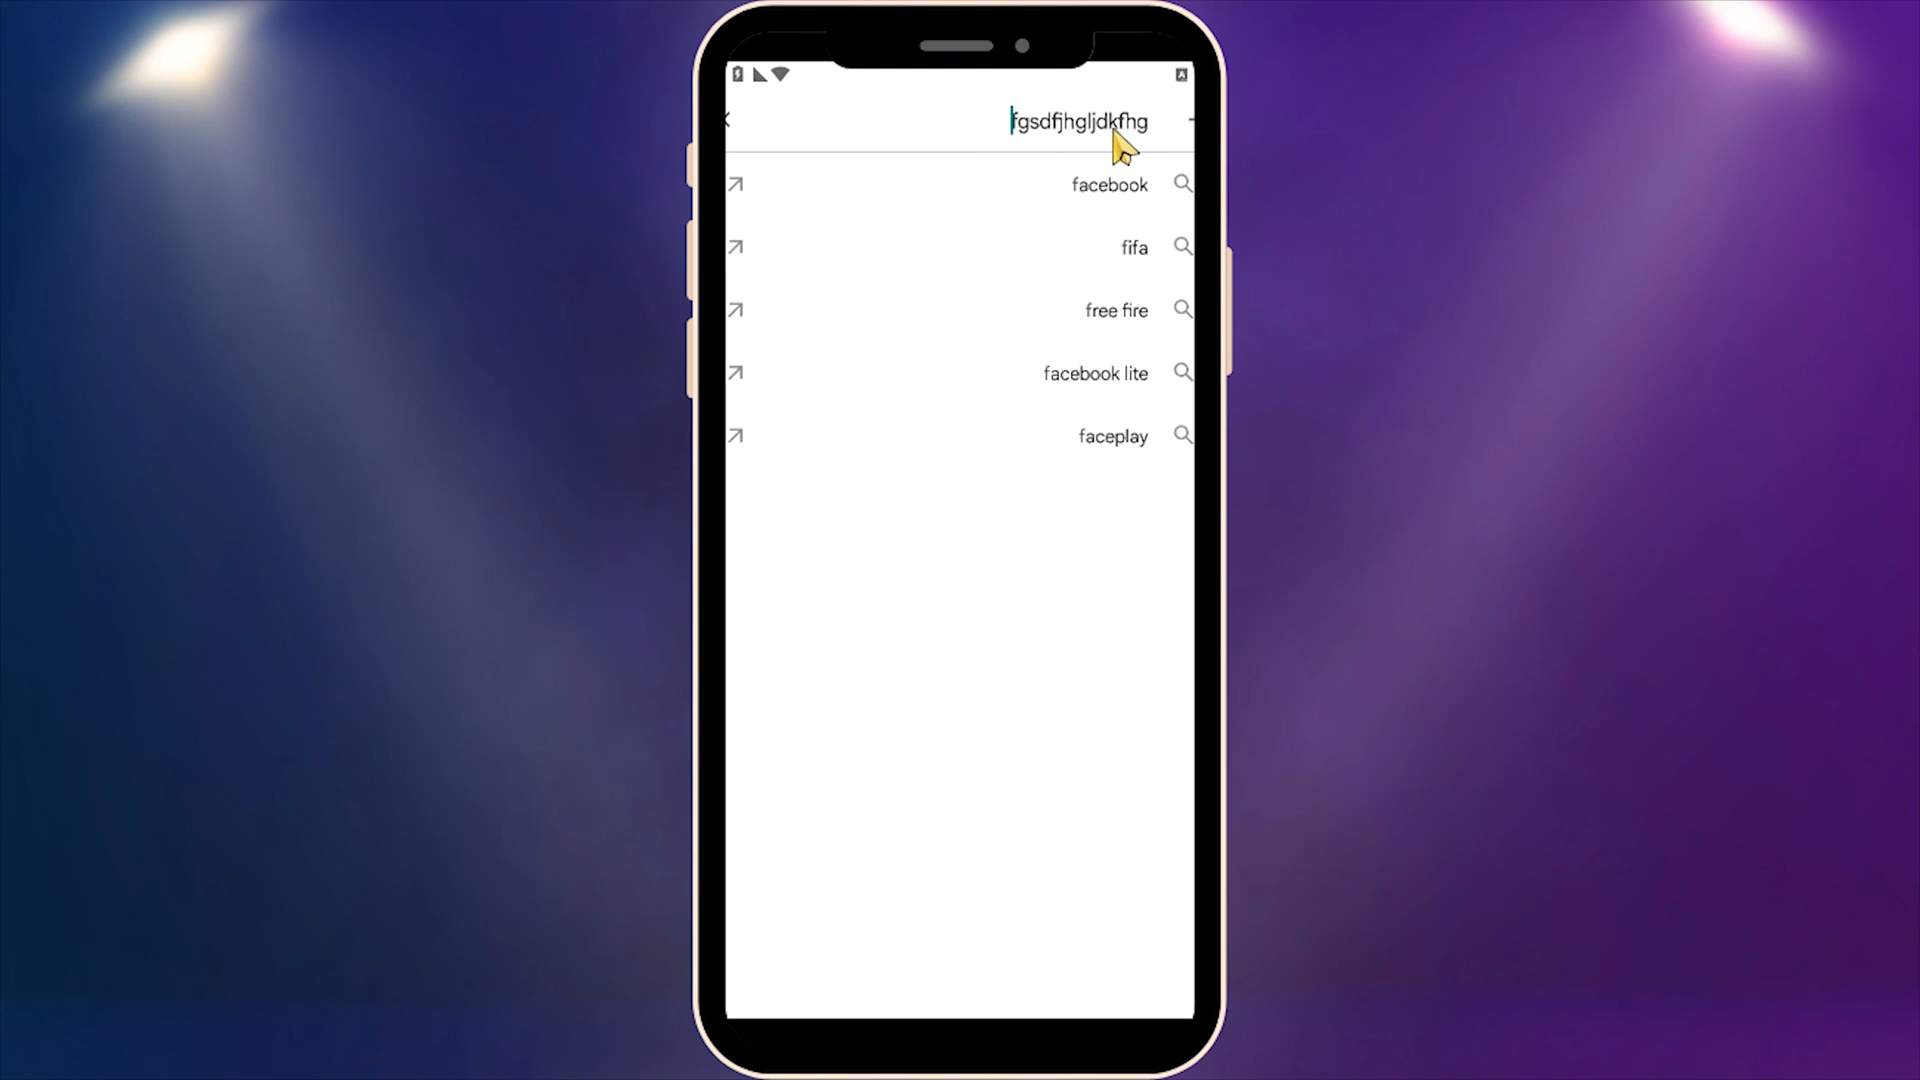 fgsdfjhgljdkfhg
facebook
fifa
free fire
facebook lite
faceplay